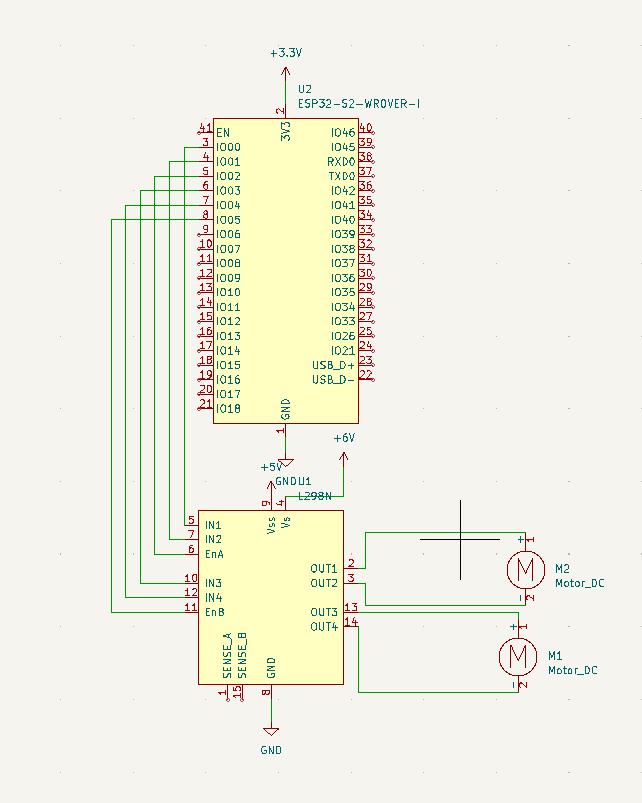 +3.3V
U2
ESP32-S2-WROVER-I
2
3V3
41 EN IO46 40
3 IO00 IO45 39
4 IO01 RXD0 38
5 IO02 TXD0 37
6 IO03 IO42 36
7 IO04 IO41 35
8 IO05 IO40 34
9 IO06 IO39 33
10 IO07 IO38 32
11 IO08 IO37 31
12 IO09 IO36 30
13 IO10 IO35 29
14 IO11 IO34 28
15 IO12 IO33 27
16 IO13 IO26 25
17 IO14 IO21 24
18 IO15 USB_D+ 23
19 IO16 USB_D- 22
20 IO17
21 IO18
GND
1
+6V
+5V
GNDU1
L298N
9 4
Vss Vs
5 IN1
7 IN2
6 EnA
10 IN3
12 IN4
11 EnB
OUT1 2
OUT2 3
OUT3 13
OUT4 14
SENSE_A SENSE_B GND
1 15 8
GND
+ 1
M
- 2
M2
Motor_DC
+ 1
M
- 2
M1
Motor_DC